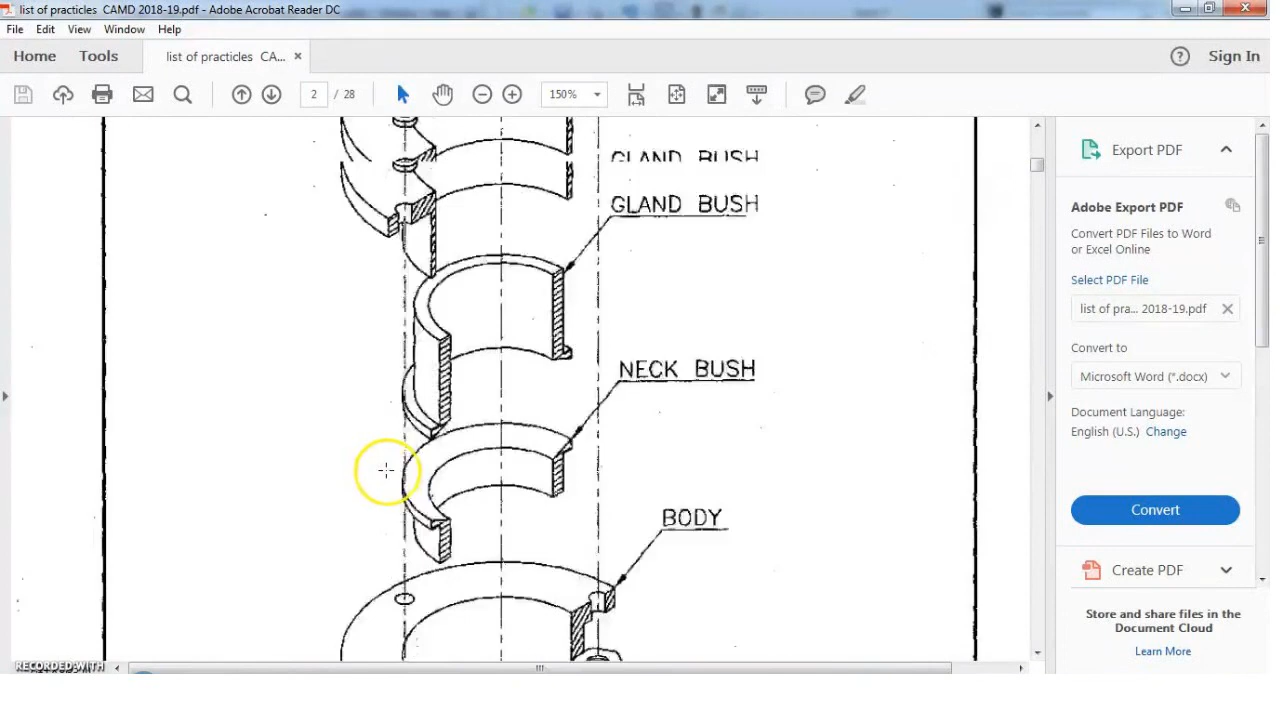 list of practicles CAMD 2018-19.pdf - Adobe Acrobat Reader DC
File Edit View Window Help
Home Tools list of practicles CA... × Sign In
2 / 28 150%
GLAND BUSH
GLAND BUSH
NECK BUSH
BODY
Export PDF
Adobe Export PDF
Convert PDF Files to Word
or Excel Online
Select PDF File
list of pra... 2018-19.pdf
Convert to
Microsoft Word (*.docx)
Document Language:
English (U.S.) Change
Convert
Create PDF
Store and share files in the
Document Cloud
Learn More
RECORDED WITH